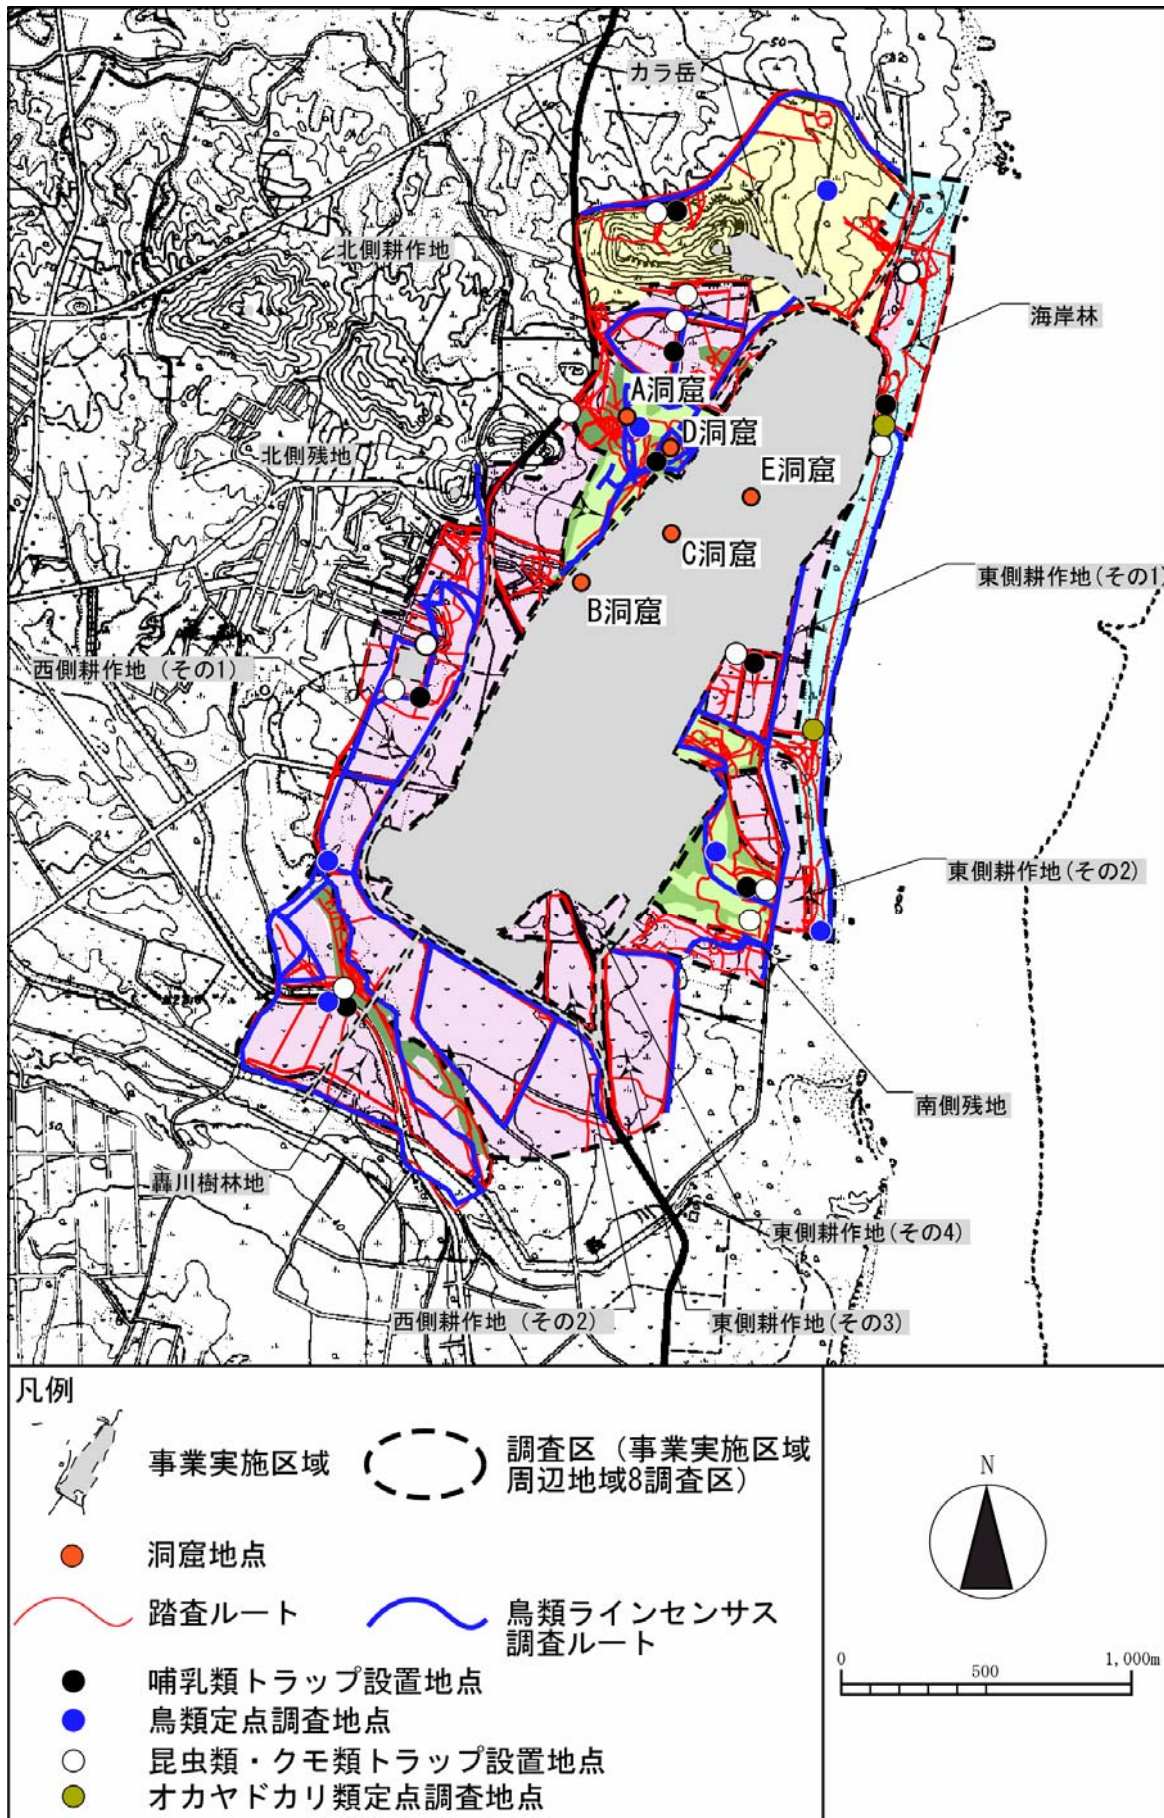 50
カラ岳
北側耕作地
海岸林
A洞窟
D洞窟
北側残地
E洞窟
C洞窟
東側耕作地(その1)
B洞窟
西側耕作地（その1）
東側耕作地(その2)
南側残地
轟川樹林地
東側耕作地(その4)
西側耕作地（その2）
東側耕作地(その3)
凡例
事業実施区域
調査区（事業実施区域
周辺地域8調査区）
洞窟地点
踏査ルート
鳥類ラインセンサス
調査ルート
哺乳類トラップ設置地点
鳥類定点調査地点
昆虫類・クモ類トラップ設置地点
オカヤドカリ類定点調査地点
N
0
500
1,000m